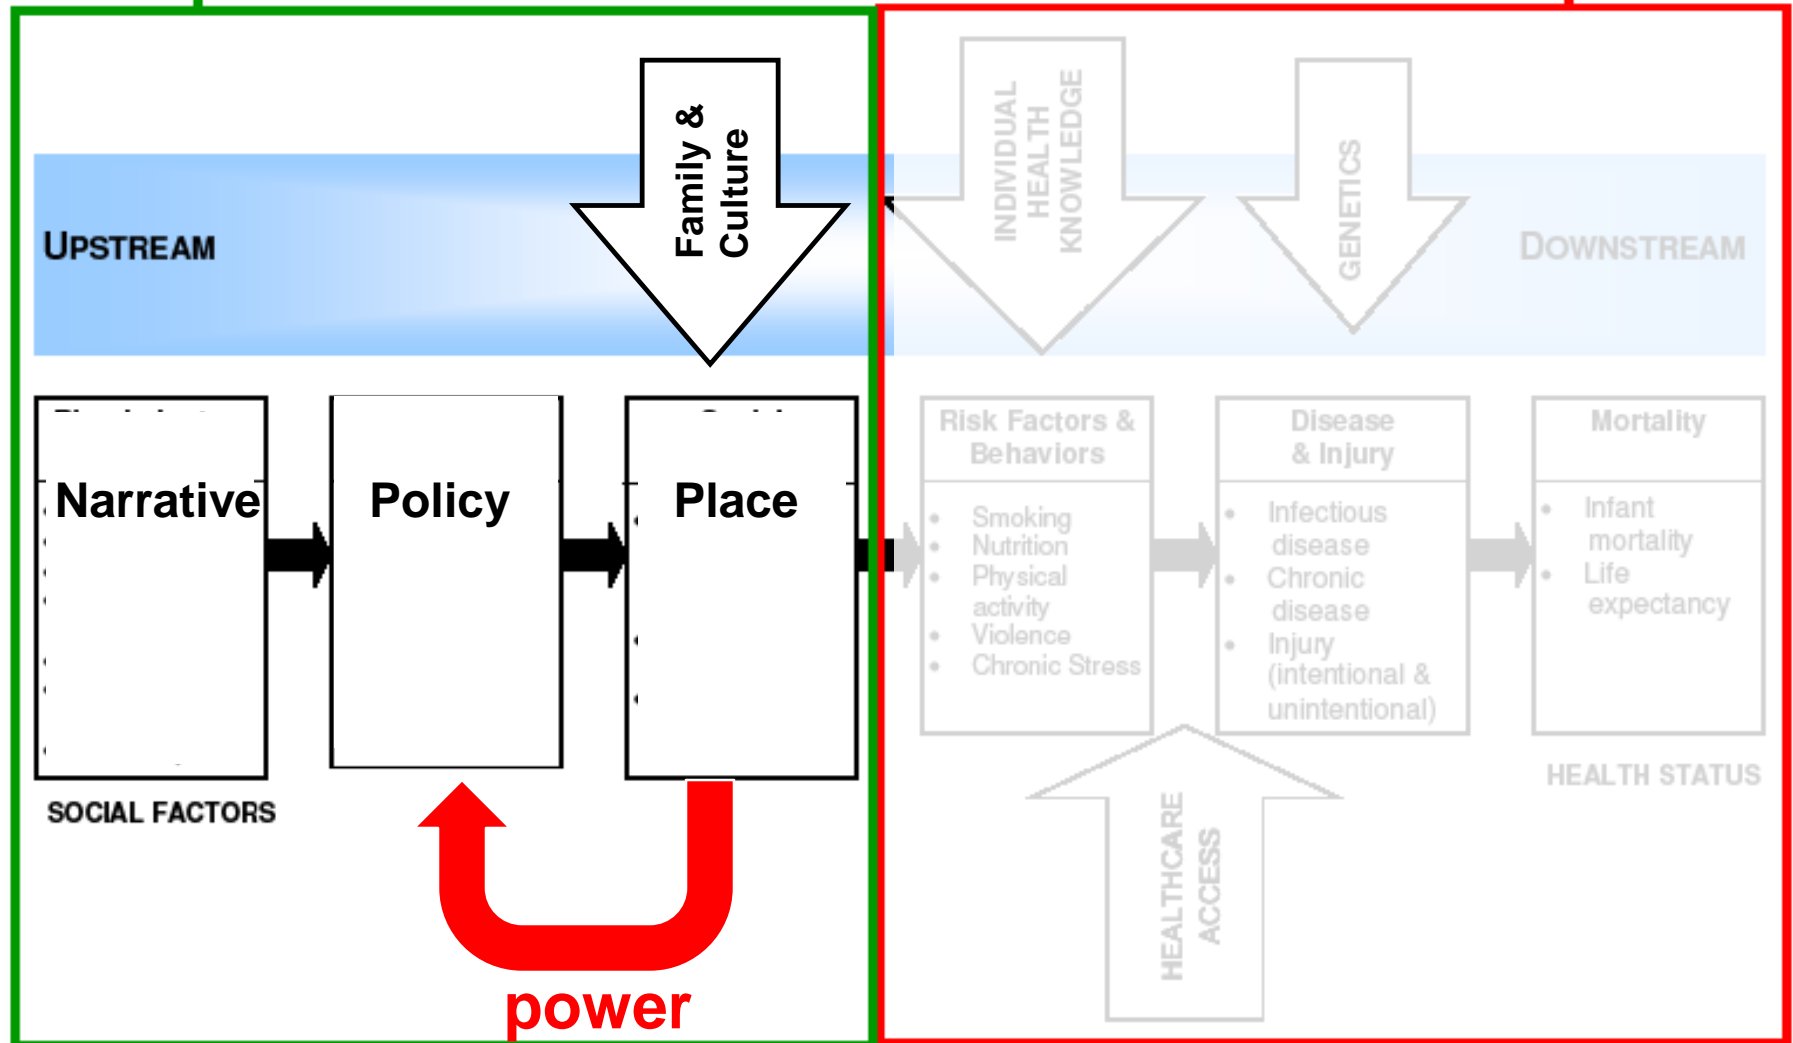 Family &
Culture
UPSTREAM
Narrative
Policy
Place
SOCIAL FACTORS
power
INDIVIDUAL
HEALTH
KNOWLEDGE
GENETICS
DOWNSTREAM
Risk Factors &
Behaviors
• Smoking
• Nutrition
• Physical
activity
• Violence
• Chronic Stress
Disease
& Injury
• Infectious
disease
• Chronic
disease
• Injury
(intentional &
unintentional)
Mortality
• Infant
mortality
• Life
expectancy
HEALTH STATUS
HEALTHCARE
ACCESS